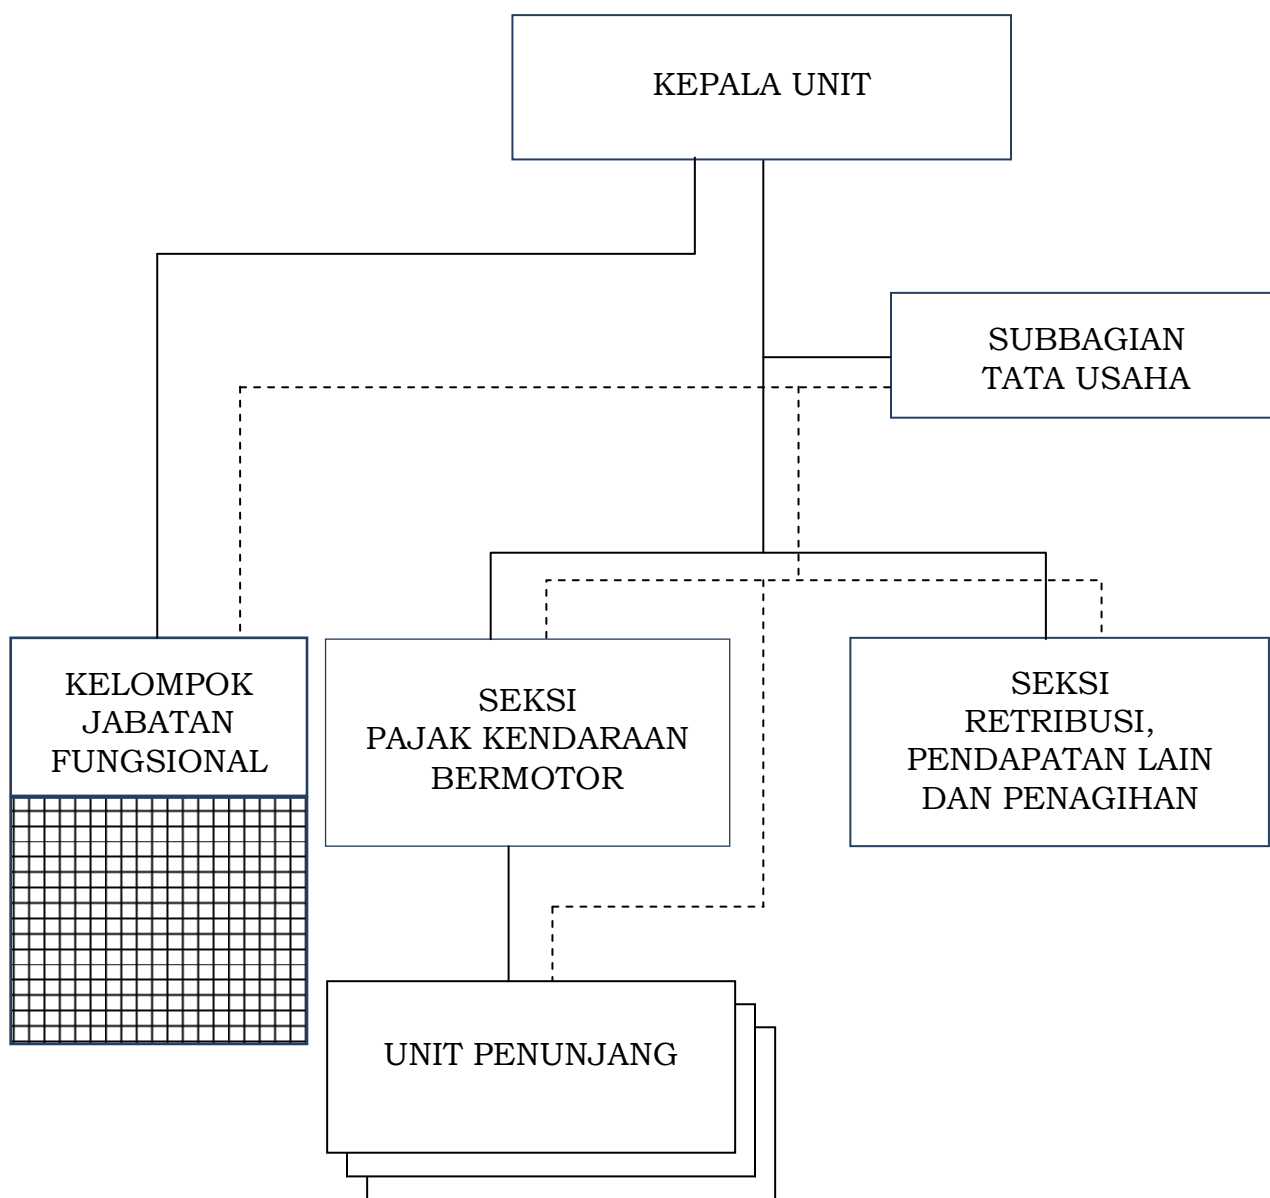 KEPALA UNIT
SUBBAGIAN
TATA USAHA
KELOMPOK
JABATAN
FUNGSIONAL
SEKSI
PAJAK KENDARAAN
BERMOTOR
SEKSI
RETRIBUSI,
PENDAPATAN LAIN
DAN PENAGIHAN
UNIT PENUNJANG